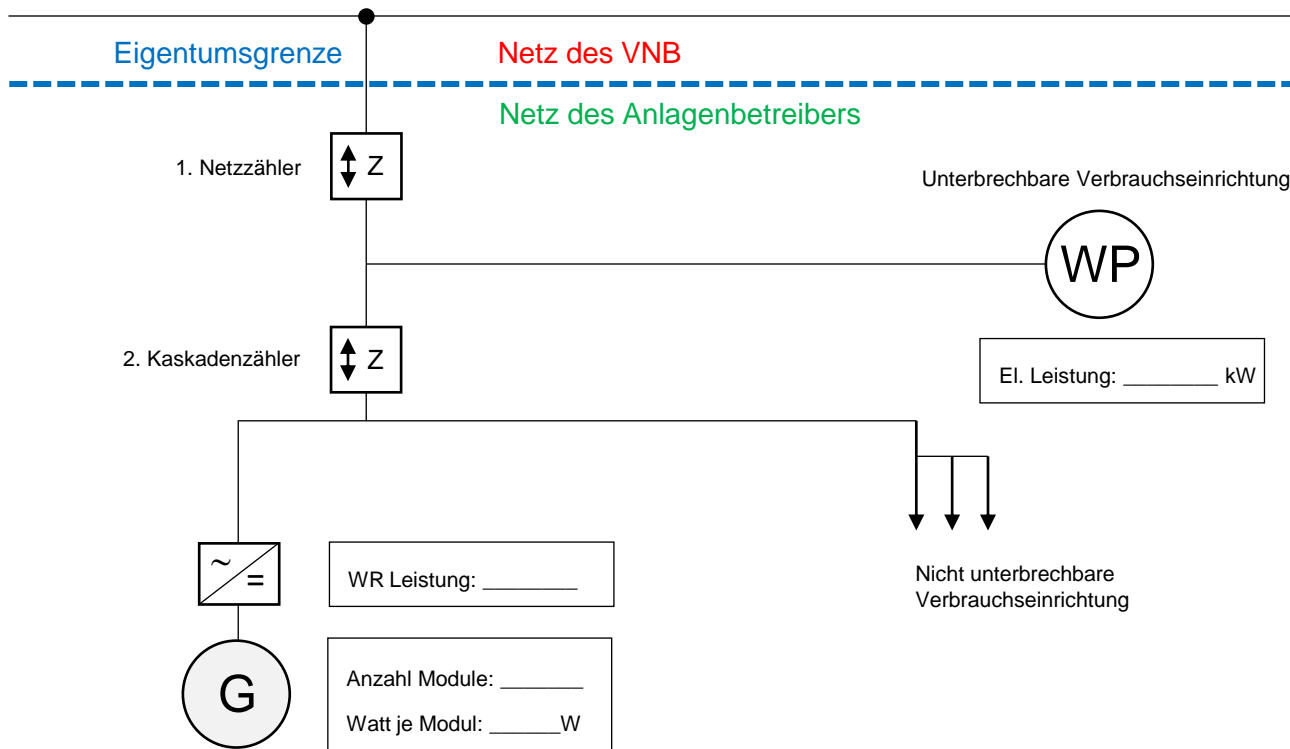 Eigentumsgrenze
Netz des VNB
Netz des Anlagenbetreibers
1. Netzzähler
Z
Unterbrechbare Verbrauchseinrichtung
WP
2. Kaskadenzähler
Z
El. Leistung: ________ kW
~
=
WR Leistung: ________
Nicht unterbrechbare
Verbrauchseinrichtung
G
Anzahl Module: _______
Watt je Modul: ______W